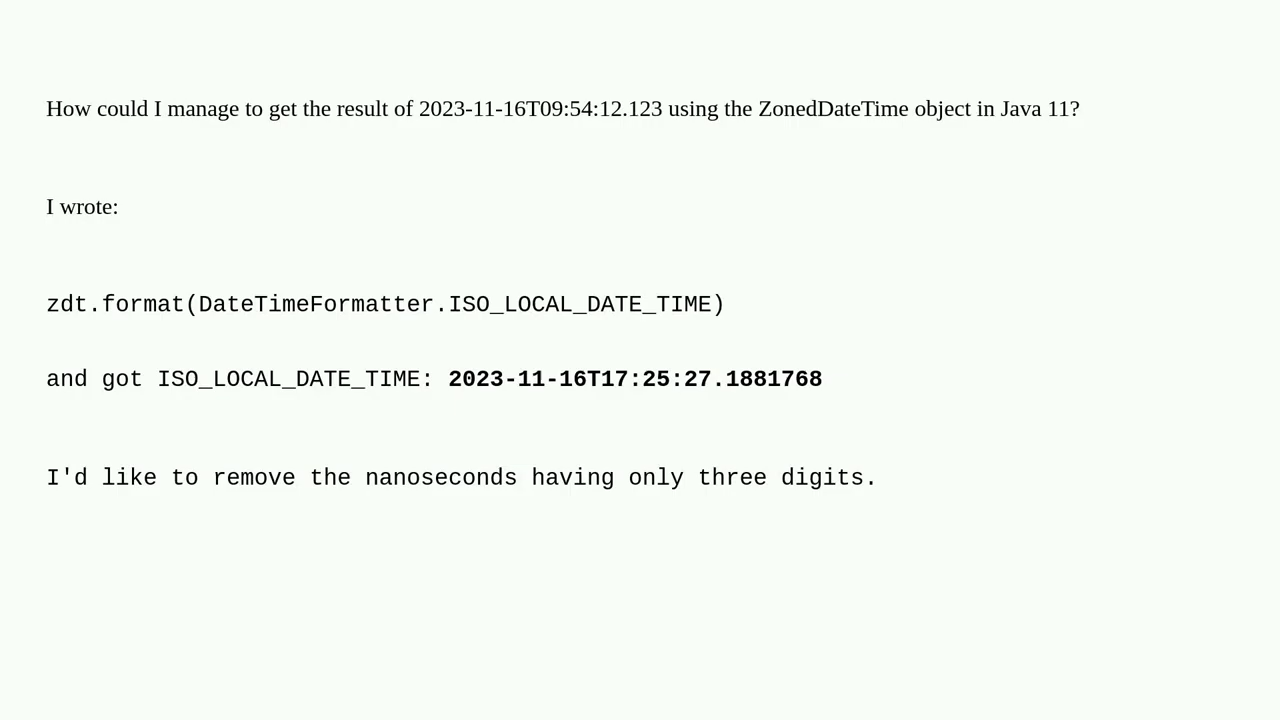 How could I manage to get the result of 2023-11-16T09:54:12.123 using the ZonedDateTime object in Java 11?
I wrote:
zdt.format(DateTimeFormatter.ISO_LOCAL_DATE_TIME)
and got ISO_LOCAL_DATE_TIME: 2023-11-16T17:25:27.1881768
I'd like to remove the nanoseconds having only three digits.